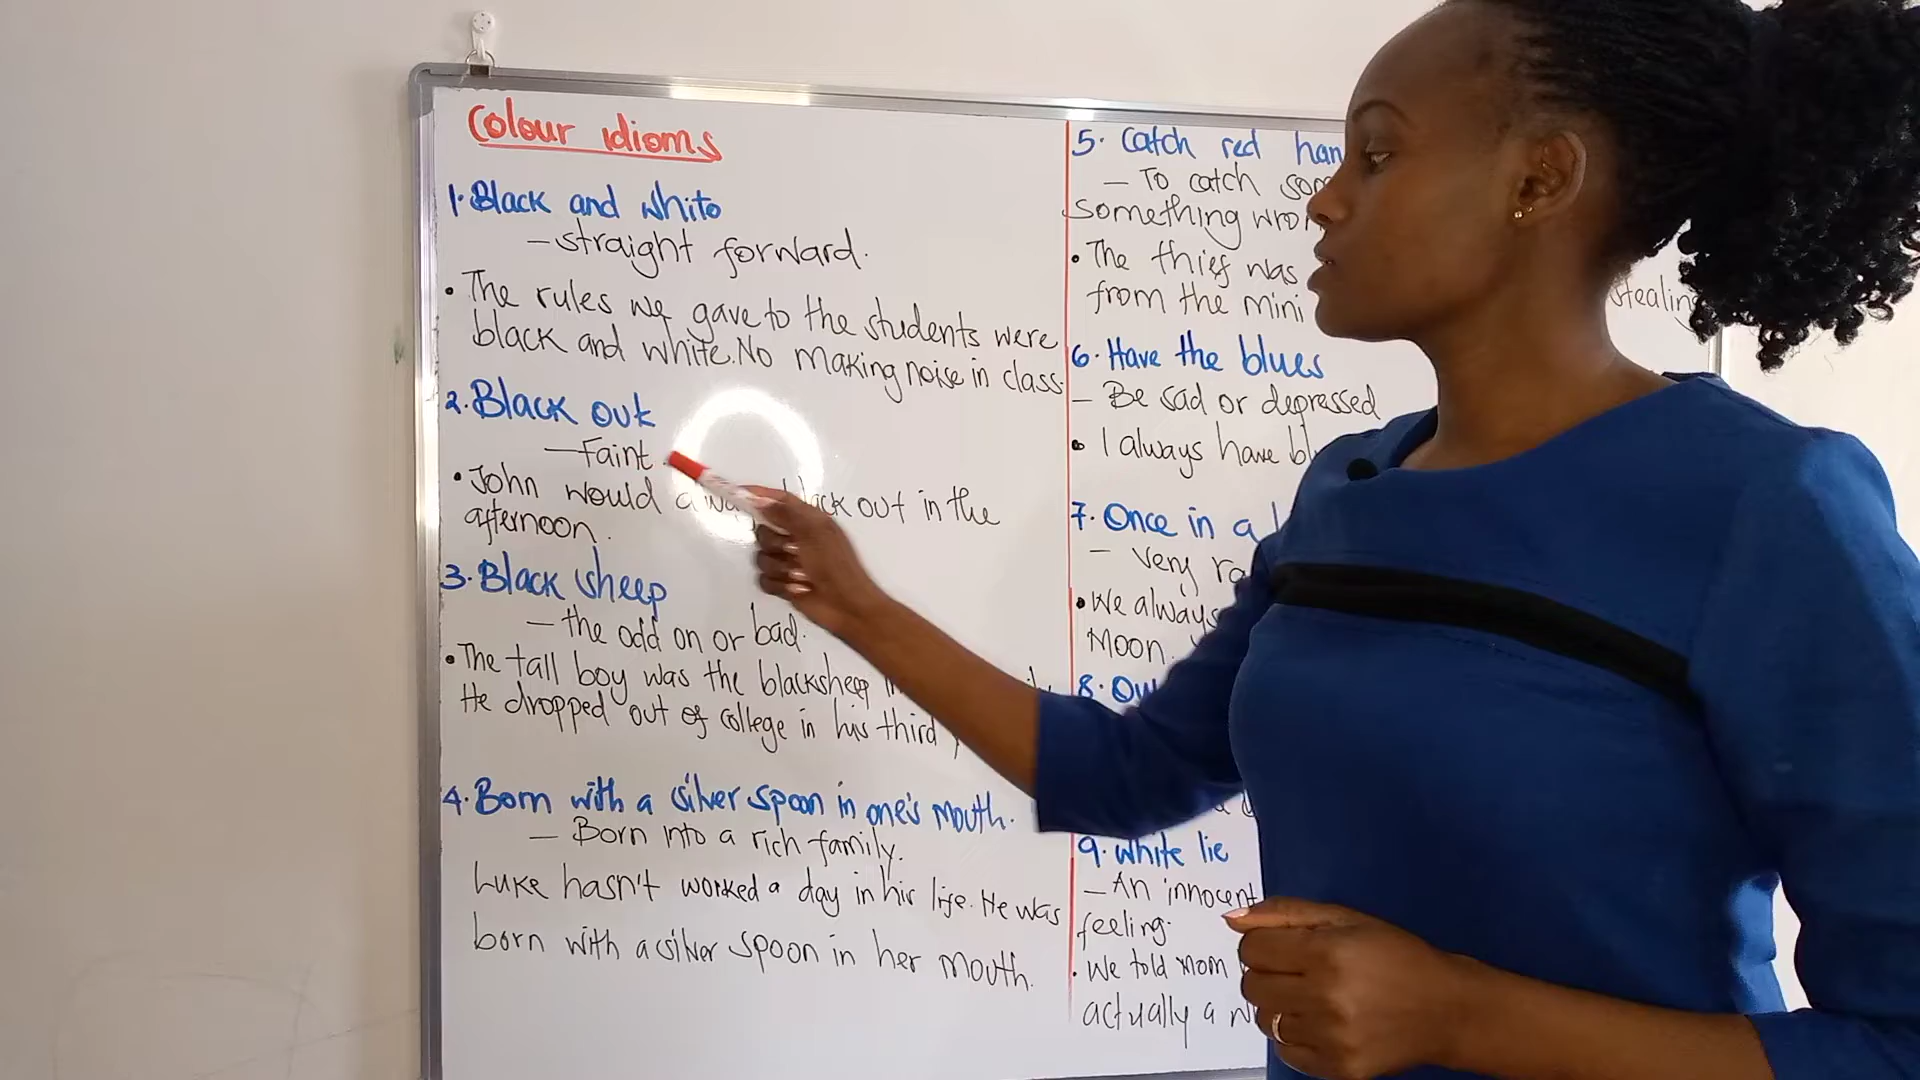 Colour idioms
1. Black and white
- straight forward.
• The rules we gave to the students were
black and white. No making noise in class.
2. Black out
- Faint.
• John would black out in the
afternoon.
3. Black sheep
- the odd on or bad.
• The tall boy was the blacksheep
He dropped out of college in his third
4. Born with a silver spoon in one's mouth.
- Born into a rich family.
Luke hasn't worked a day in his life. He was
born with a silver spoon in her mouth.
5. Catch red
- To catch
something
• The thief was
stealing
from the mini
6. Have the blues
- Be sad or depressed
• I always have
7. Once in a
- Very
• We always
Moon.
8.
9. White lie
- An innocent
feeling.
• We told mom
actually a